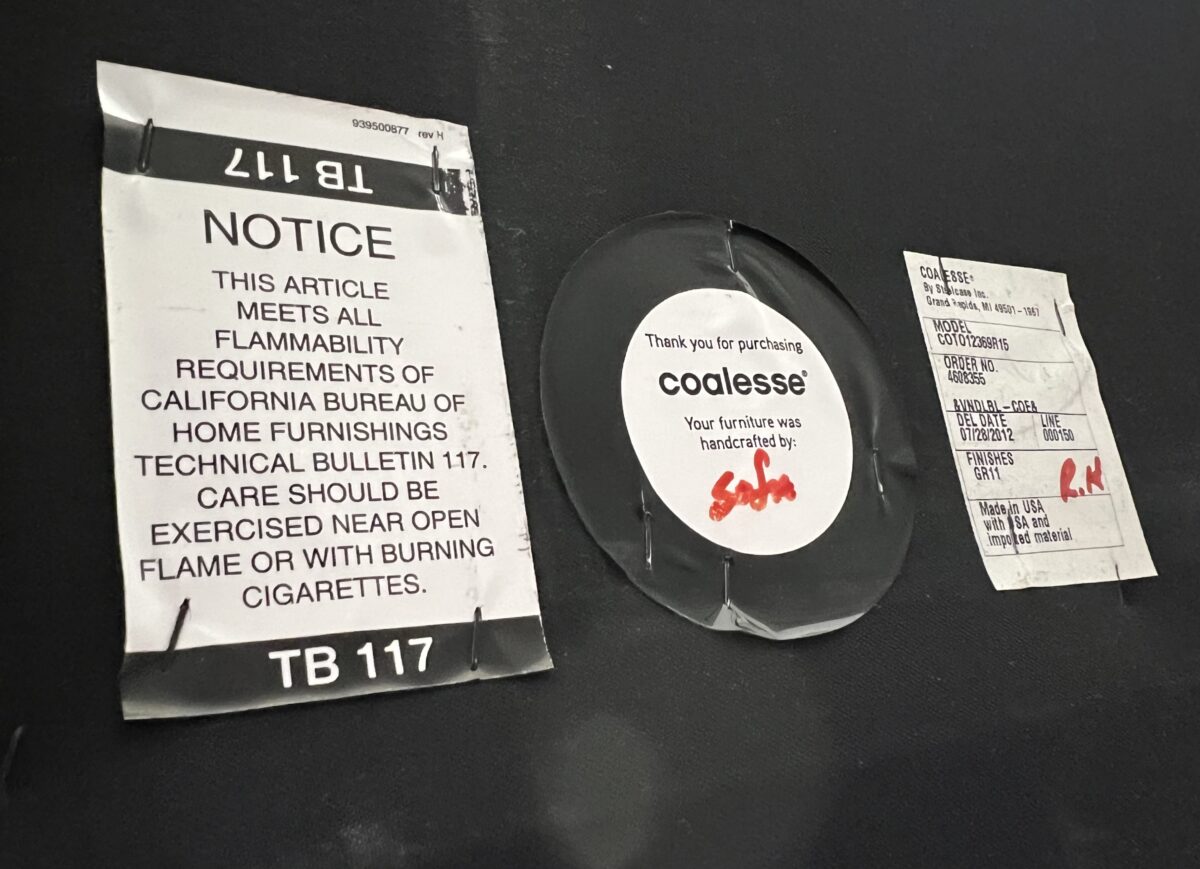 939500877 rev H
TB 117
NOTICE
THIS ARTICLE
MEETS ALL
FLAMMABILITY
REQUIREMENTS OF
CALIFORNIA BUREAU OF
HOME FURNISHINGS
TECHNICAL BULLETIN 117.
CARE SHOULD BE
EXERCISED NEAR OPEN
FLAME OR WITH BURNING
CIGARETTES.
TB 117
Thank you for purchasing
coalesse®
Your furniture was
handcrafted by:
COALESSE®
By Steelcase Inc.
Grand Rapids, MI 49501-1967
MODEL
COTO12369R15
ORDER NO.
4608355
&VNDLBL-COE&
DEL DATE LINE
07/28/2012 000150
FINISHES
GR11
R.H
Made in USA
with USA and
imported material